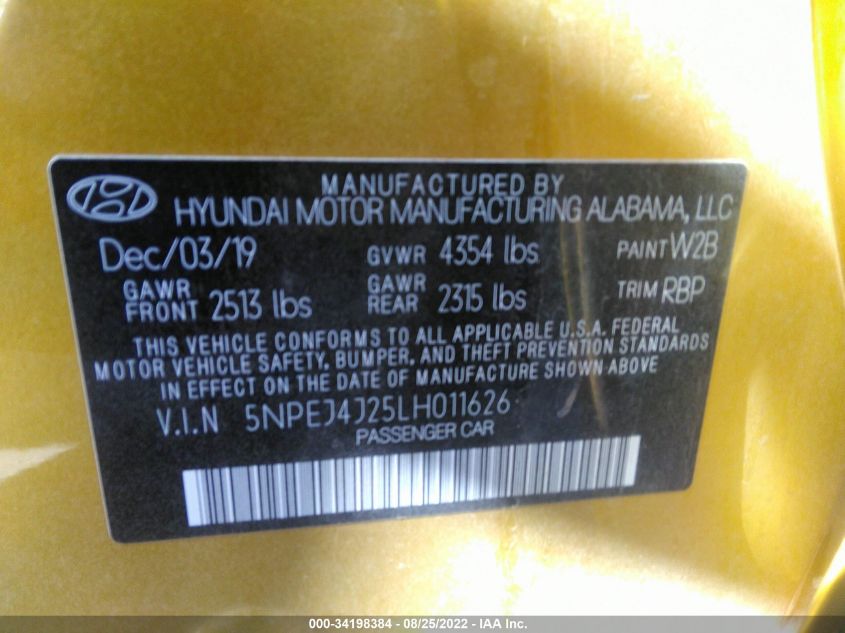 MANUFACTURED BY
HYUNDAI MOTOR MANUFACTURING ALABAMA, LLC
Dec/03/19 GVWR 4354 lbs PAINT W2B
GAWR FRONT 2513 lbs GAWR REAR 2315 lbs TRIM RBP
THIS VEHICLE CONFORMS TO ALL APPLICABLE U.S.A. FEDERAL
MOTOR VEHICLE SAFETY, BUMPER, AND THEFT PREVENTION STANDARDS
IN EFFECT ON THE DATE OF MANUFACTURE SHOWN ABOVE
V.I.N 5NPEJ4J25LH011626
PASSENGER CAR
000-34198384 - 08/25/2022 - IAA Inc.